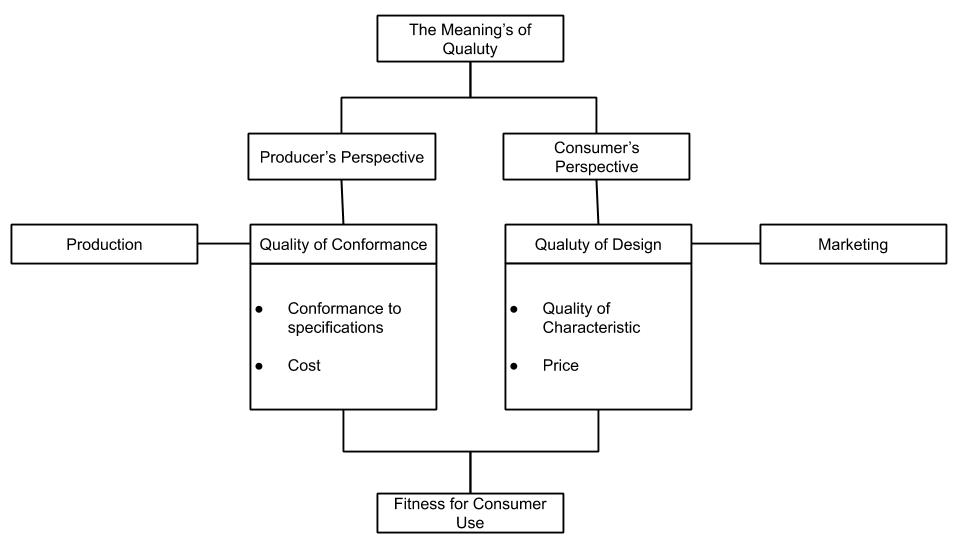 The Meaning's of
Qualuty
Producer's Perspective
Consumer's
Perspective
Production
Quality of Conformance
Qualuty of Design
Marketing
● Conformance to
specifications
● Cost
● Quality of
Characteristic
● Price
Fitness for Consumer
Use